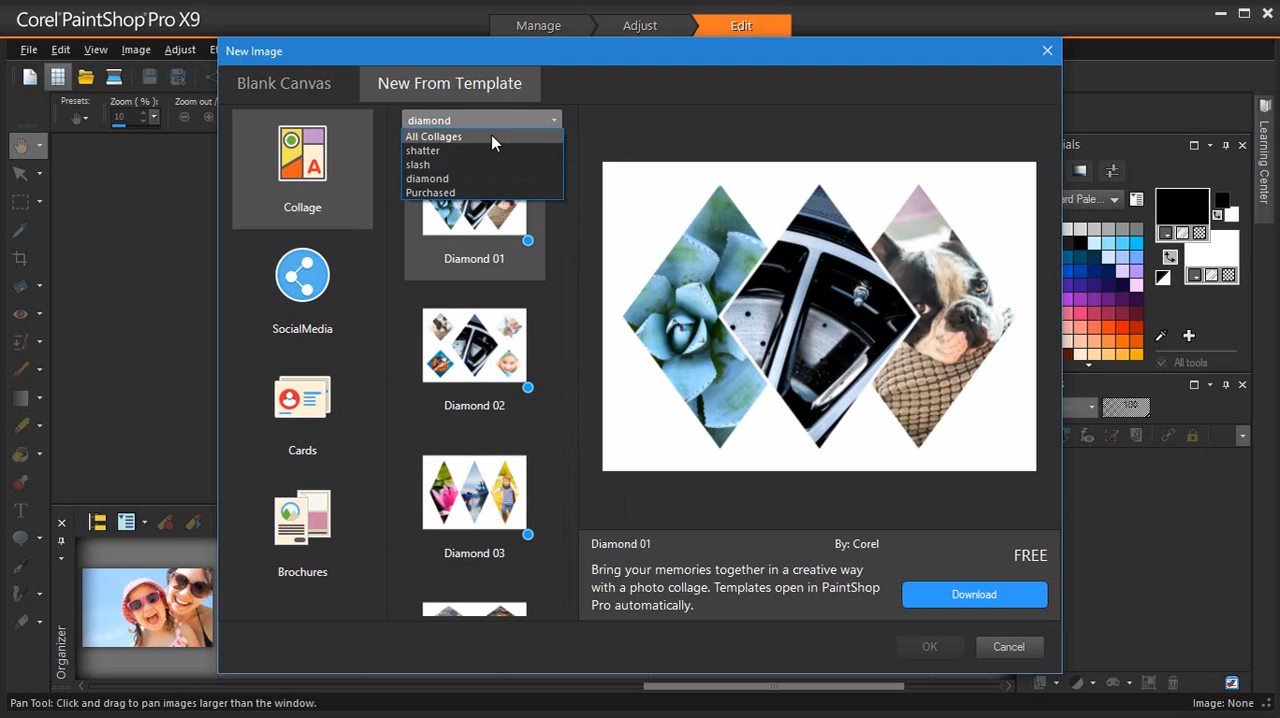 Corel PaintShop Pro X9
Manage
Adjust
Edit
File
Edit
View
Image
Adjust
New Image
Presets:
Zoom ( % ):
Zoom out /
10
Blank Canvas
New From Template
Collage
SocialMedia
Cards
Brochures
diamond
All Collages
shatter
slash
diamond
Purchased
Diamond 01
Diamond 02
Diamond 03
Diamond 01
By: Corel
FREE
Bring your memories together in a creative way
with a photo collage. Templates open in PaintShop
Pro automatically.
Download
OK
Cancel
All tools
100
Learning Center
Organizer
Pan Tool: Click and drag to pan images larger than the window.
Image: None